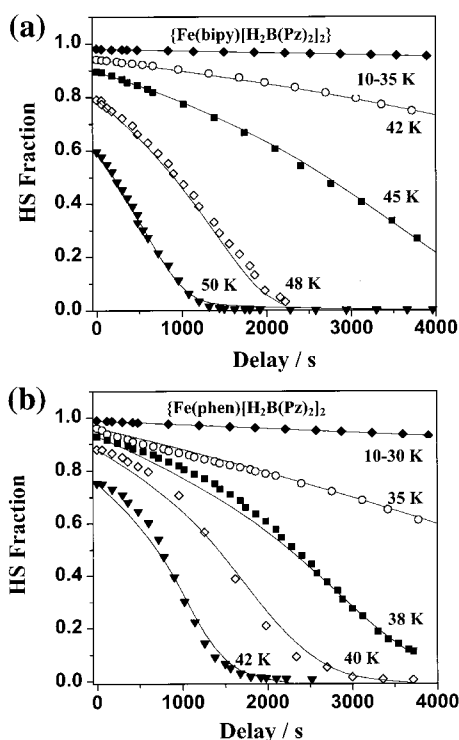 (a)
{Fe(bipy)[H2B(Pz)2]2}
1.0
0.8
0.6
0.4
0.2
0.0
HS Fraction
10-35 K
42 K
45 K
48 K
50 K
0 1000 2000 3000 4000
Delay / s
(b)
{Fe(phen)[H2B(Pz)2]2
1.0
0.8
0.6
0.4
0.2
0.0
HS Fraction
10-30 K
35 K
38 K
40 K
42 K
0 1000 2000 3000 4000
Delay / s